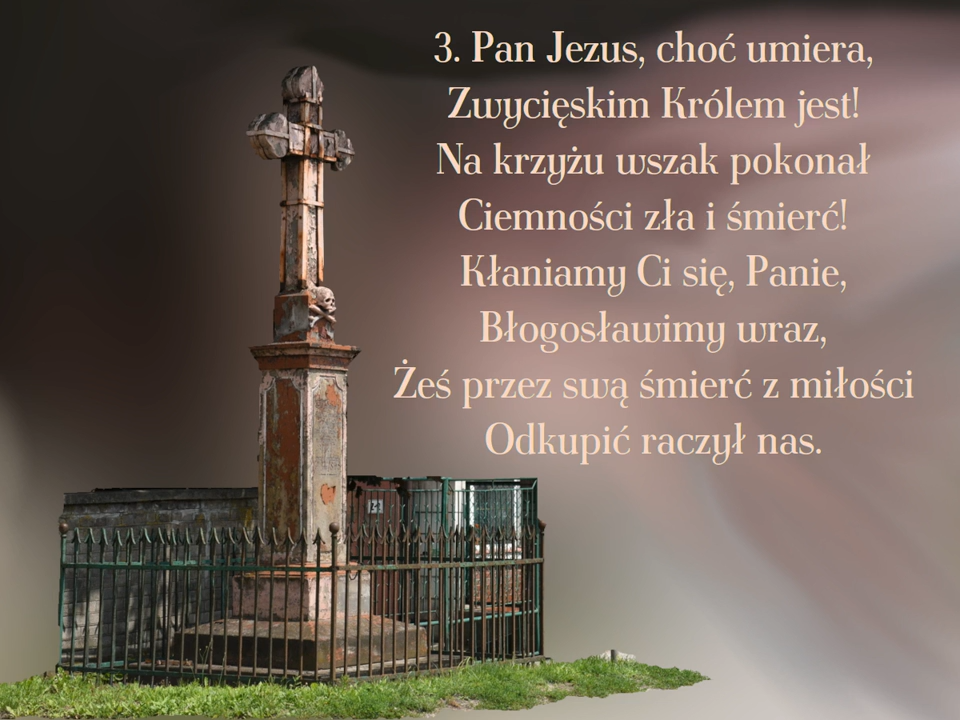 3. Pan Jezus, choć umiera,
Zwycięskim Królem jest!
Na krzyżu wszak pokonał
Ciemności zła i śmierć!
Kłaniamy Ci się, Panie,
Błogosławimy wraz,
Żeś przez swą śmierć z miłości
Odkupić raczył nas.